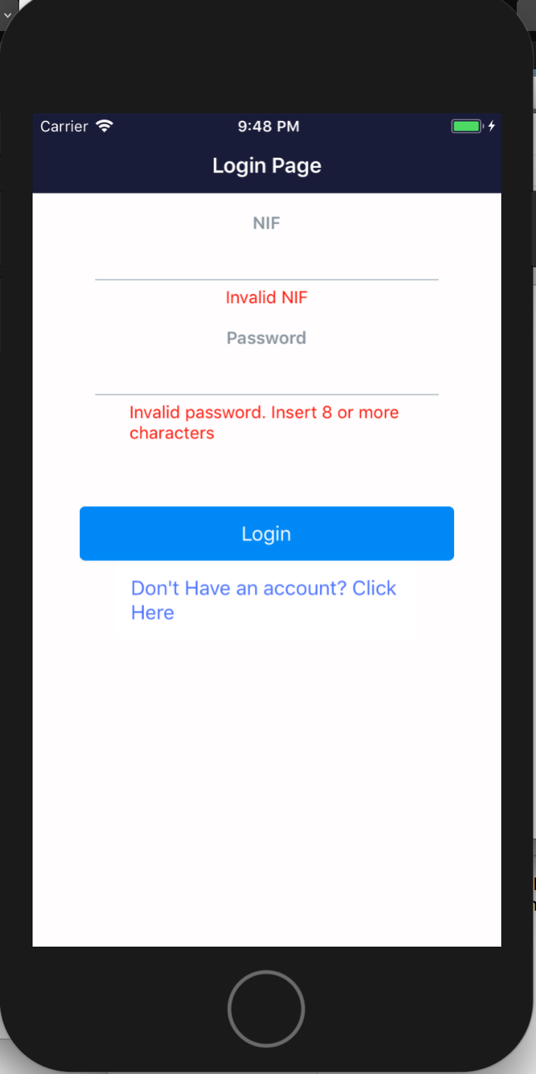 Carrier 9:48 PM
Login Page
NIF
Invalid NIF
Password
Invalid password. Insert 8 or more
characters
Login
Don't Have an account? Click
Here